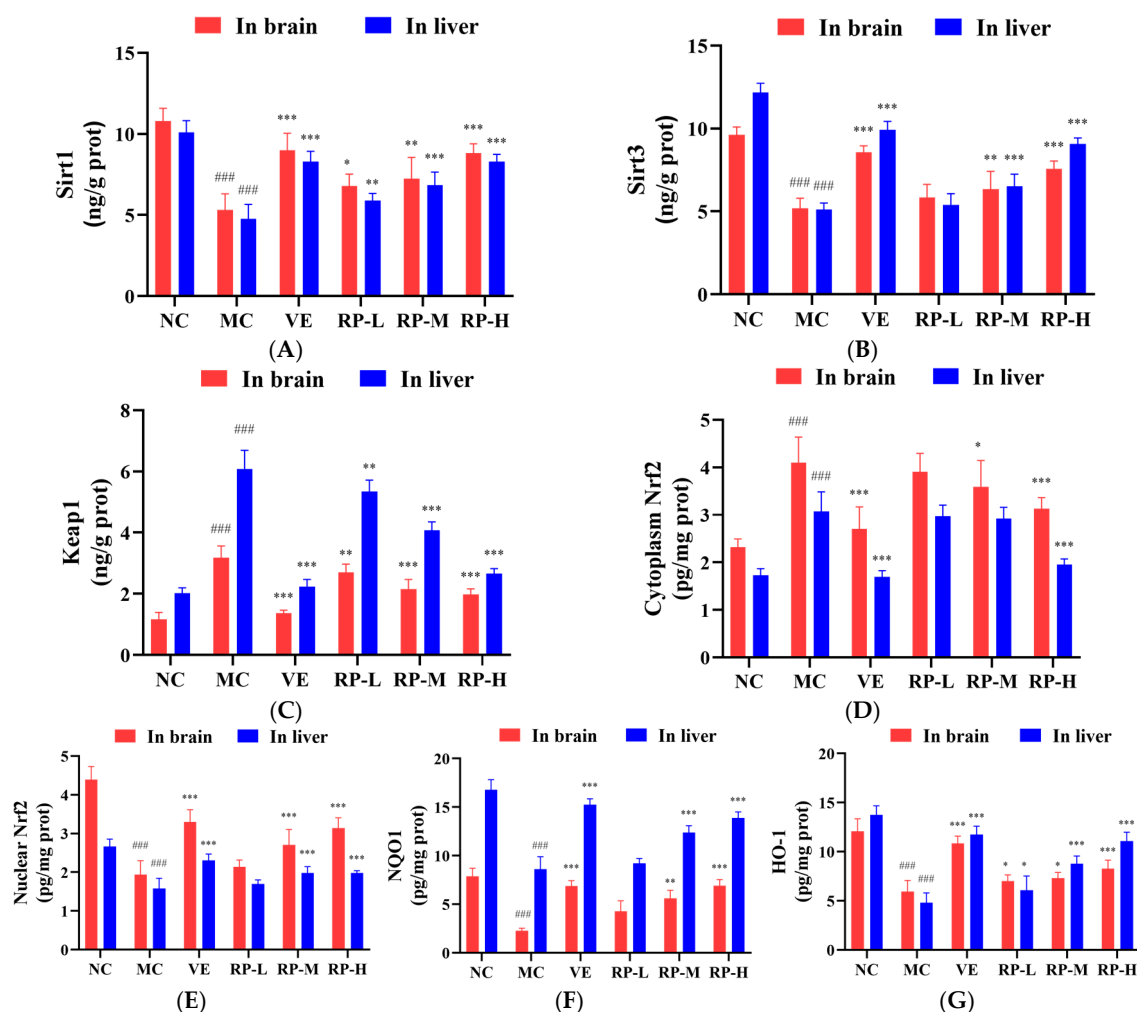 In brain In liver
15
10
5
0
Sirt1
(ng/g prot)
### ### *** *** * ** ** *** *** ***
NC MC VE RP-L RP-M RP-H
(A)
In brain In liver
15
10
5
0
Sirt3
(ng/g prot)
### ### *** *** ** *** *** ***
NC MC VE RP-L RP-M RP-H
(B)
In brain In liver
8
6
4
2
0
Keap1
(ng/g prot)
### ### *** *** ** ** *** *** *** ***
NC MC VE RP-L RP-M RP-H
(C)
In brain In liver
5
4
3
2
1
0
Cytoplasm Nrf2
(pg/mg prot)
### ### *** *** * *** ***
NC MC VE RP-L RP-M RP-H
(D)
In brain In liver
5
4
3
2
1
0
Nuclear Nrf2
(pg/mg prot)
### ### *** *** *** *** *** ***
NC MC VE RP-L RP-M RP-H
(E)
In brain In liver
20
15
10
5
0
NQO1
(pg/mg prot)
### ### *** *** ** *** *** ***
NC MC VE RP-L RP-M RP-H
(F)
In brain In liver
20
15
10
5
0
HO-1
(pg/mg prot)
### ### *** *** * * * *** *** ***
NC MC VE RP-L RP-M RP-H
(G)